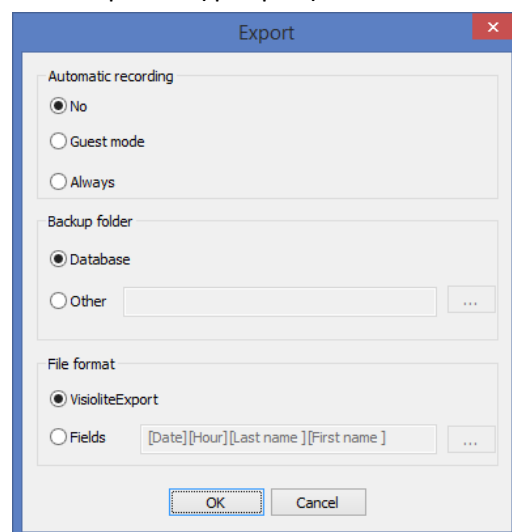 Export
Automatic recording
No
Guest mode
Always
Backup folder
Database
Other
...
File format
VisioliteExport
Fields [Date][Hour][Last name ][First name ] ...
OK Cancel